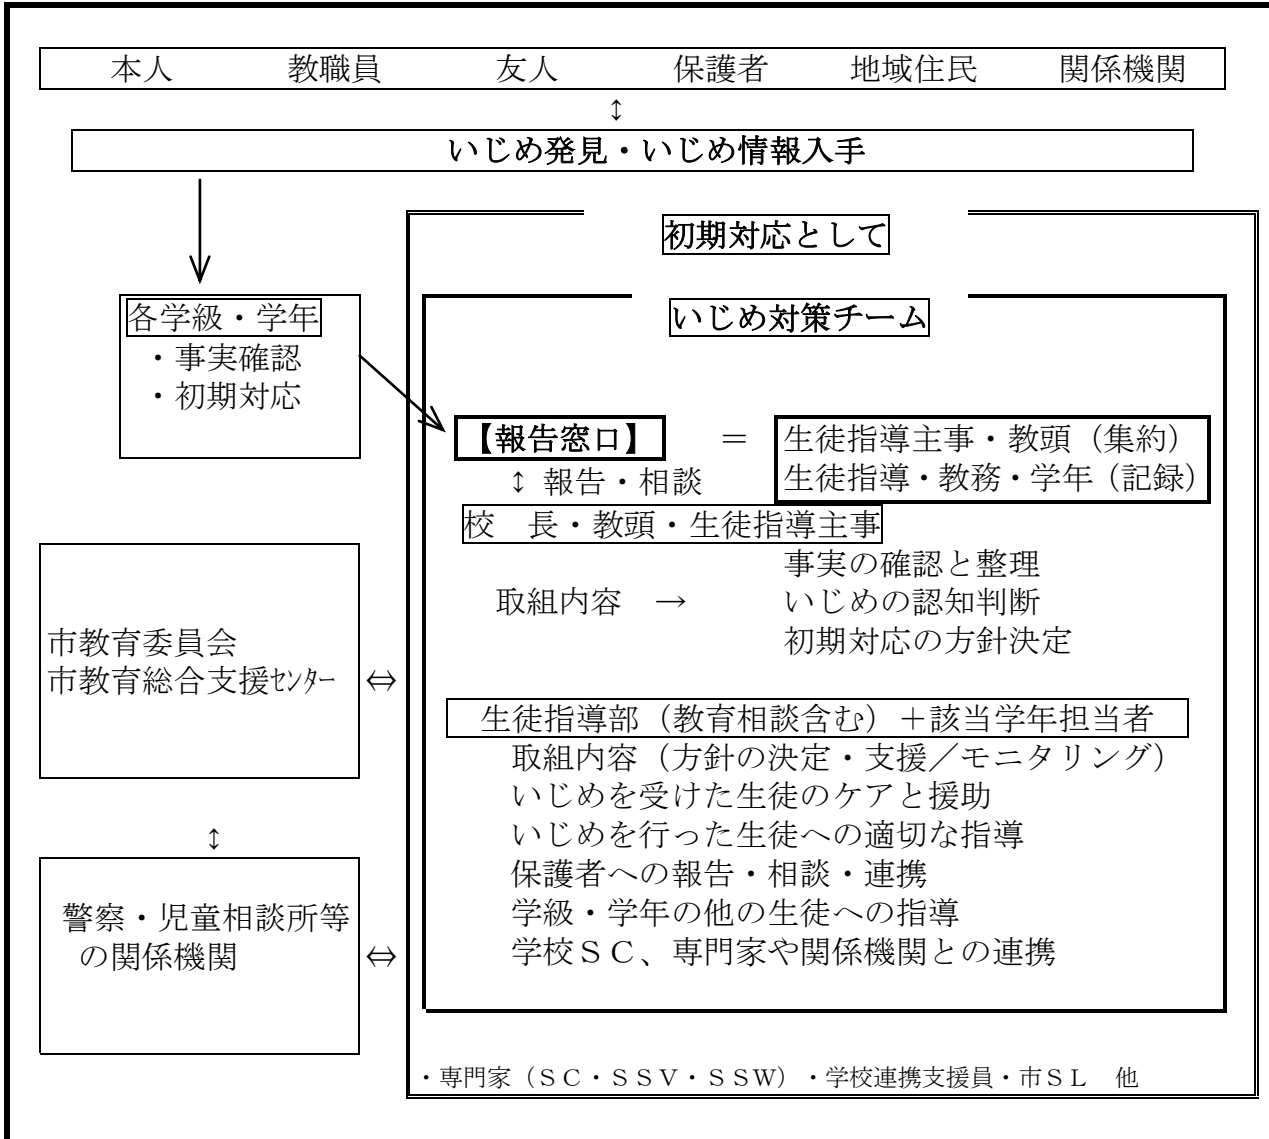 本人　教職員　友人　保護者　地域住民　関係機関
↕
いじめ発見・いじめ情報入手
初期対応として
各学級・学年
・事実確認
・初期対応
いじめ対策チーム
【報告窓口】　＝　生徒指導主事・教頭（集約）
生徒指導・教務・学年（記録）
↕ 報告・相談
校　長・教頭・生徒指導主事
事実の確認と整理
取組内容　→　いじめの認知判断
初期対応の方針決定
市教育委員会
市教育総合支援ｾﾝﾀｰ　⇔
生徒指導部（教育相談含む）＋該当学年担当者
取組内容（方針の決定・支援／モニタリング）
いじめを受けた生徒のケアと援助
いじめを行った生徒への適切な指導
保護者への報告・相談・連携
学級・学年の他の生徒への指導
学校ＳＣ、専門家や関係機関との連携
↕
警察・児童相談所等
の関係機関　⇔
・専門家（ＳＣ・ＳＳＶ・ＳＳＷ）・学校連携支援員・市ＳＬ　他